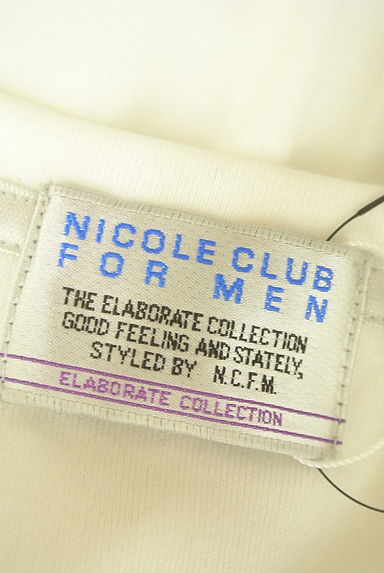 NICOLE CLUB
FOR MEN
THE ELABORATE COLLECTION
GOOD FEELING AND STATELY,
STYLED BY N.C.F.M.
ELABORATE COLLECTION